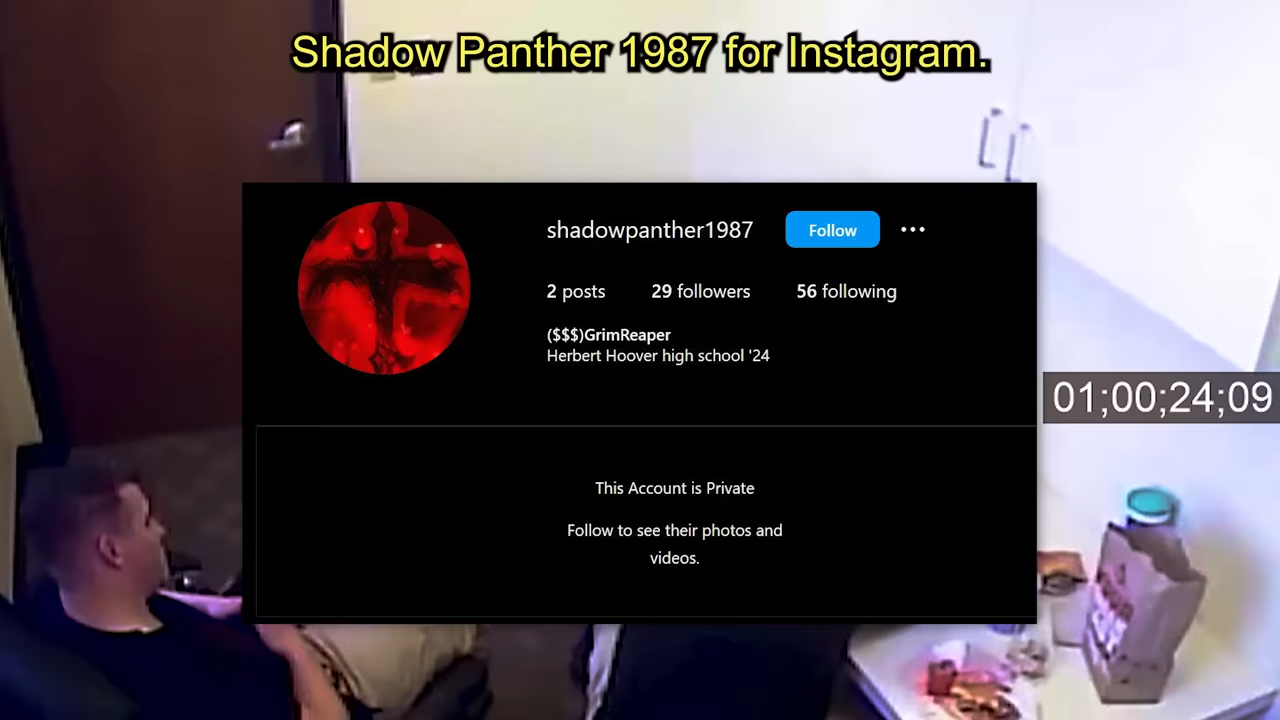 Shadow Panther 1987 for Instagram.
shadowpanther1987
Follow
2 posts
29 followers
56 following
($$$)GrimReaper
Herbert Hoover high school '24
01;00;24;09
This Account is Private
Follow to see their photos and
videos.